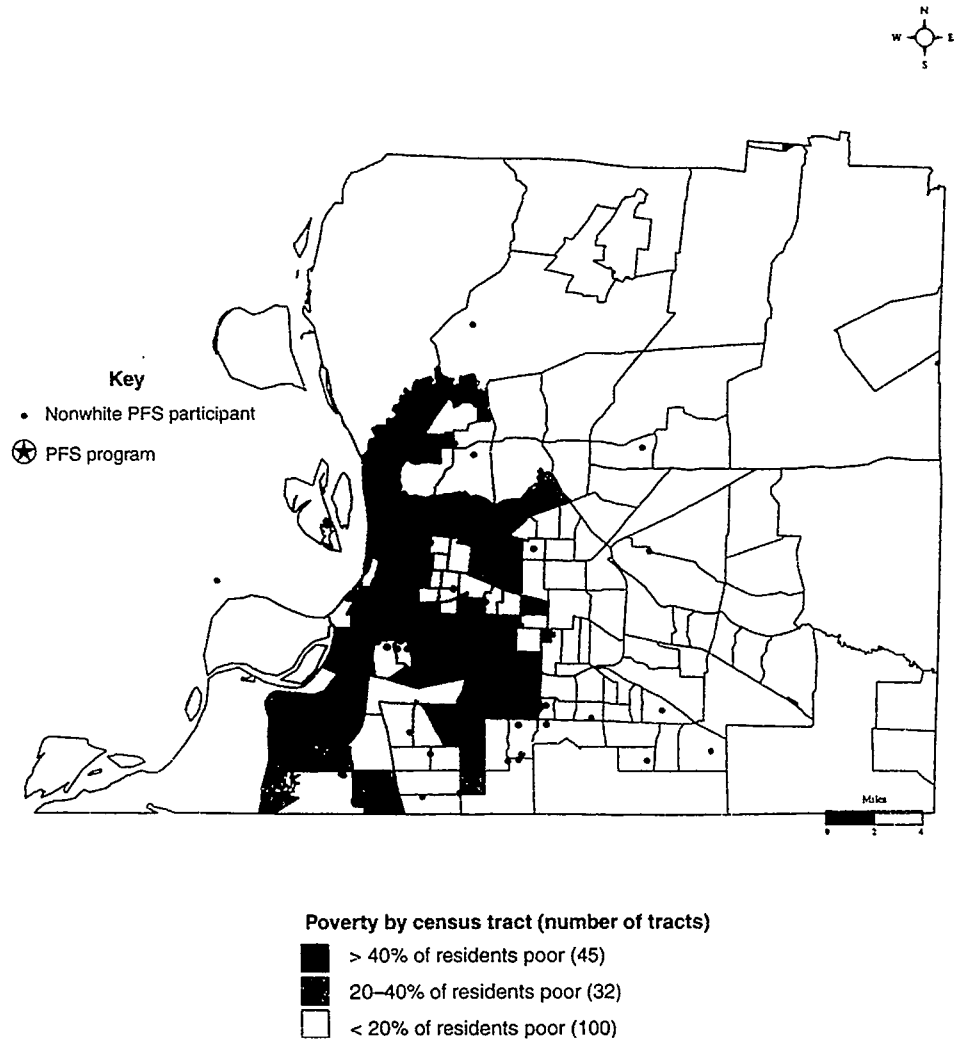 N
W E
S
Key
Nonwhite PFS participant
PFS program
Miles
0 2 4
Poverty by census tract (number of tracts)
> 40% of residents poor (45)
20–40% of residents poor (32)
< 20% of residents poor (100)